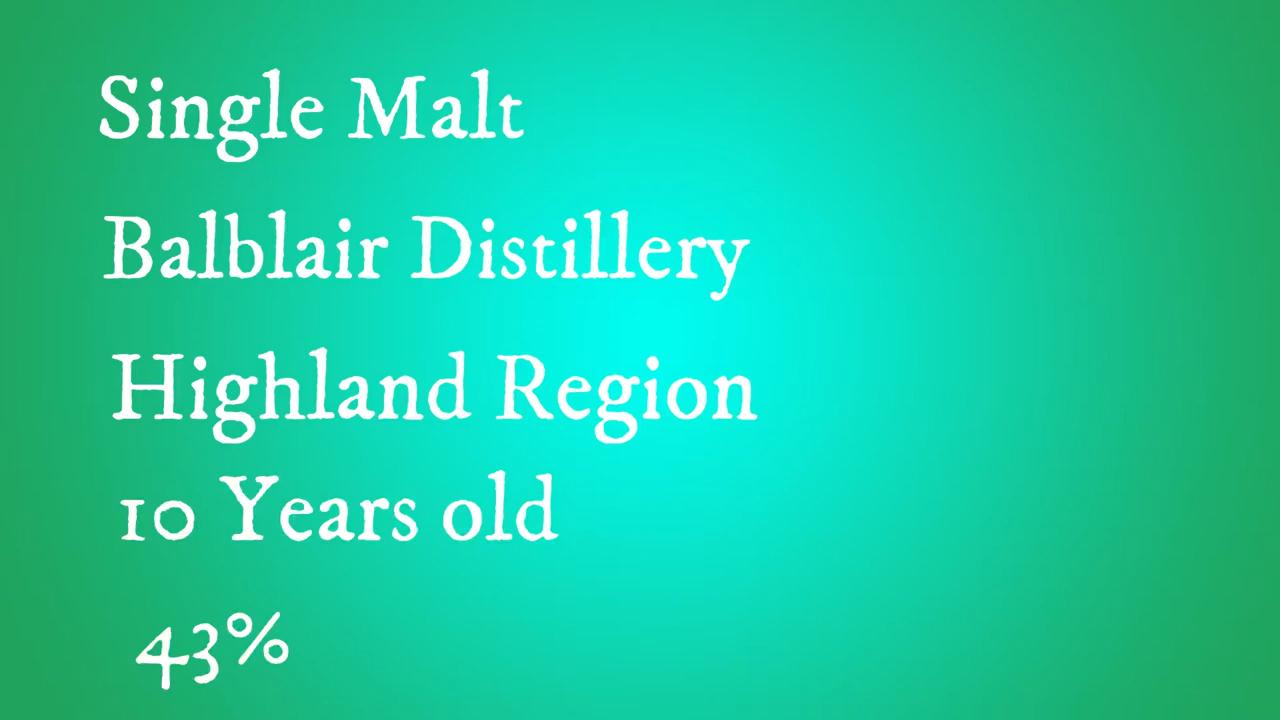 Single Malt
Balblair Distillery
Highland Region
10 Years old
43%